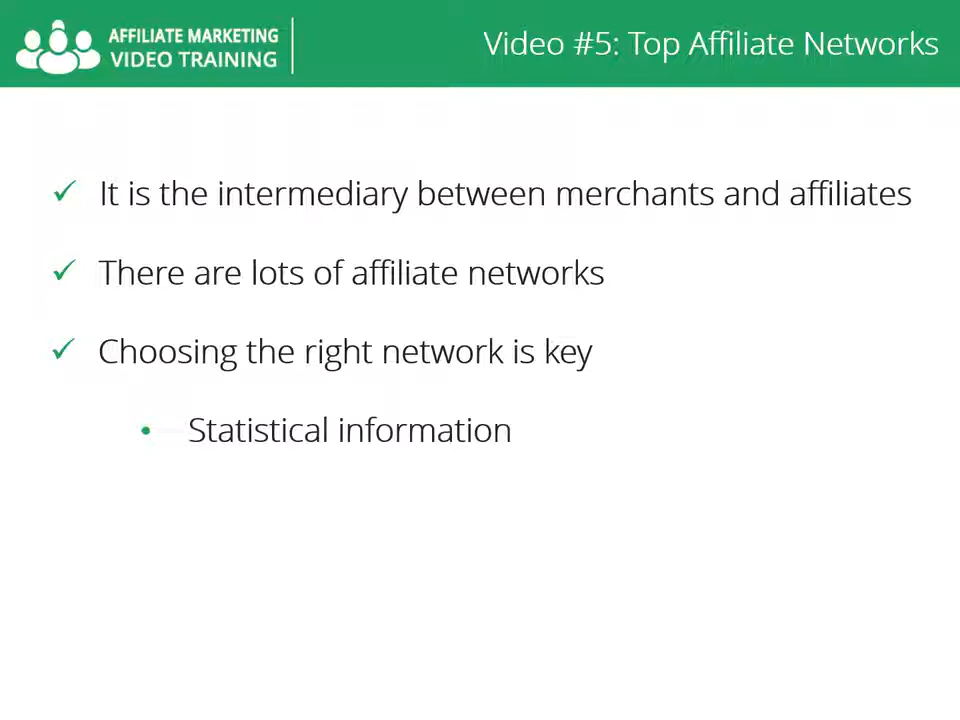 AFFILIATE MARKETING
VIDEO TRAINING
Video #5: Top Affiliate Networks
It is the intermediary between merchants and affiliates
There are lots of affiliate networks
Choosing the right network is key
Statistical information